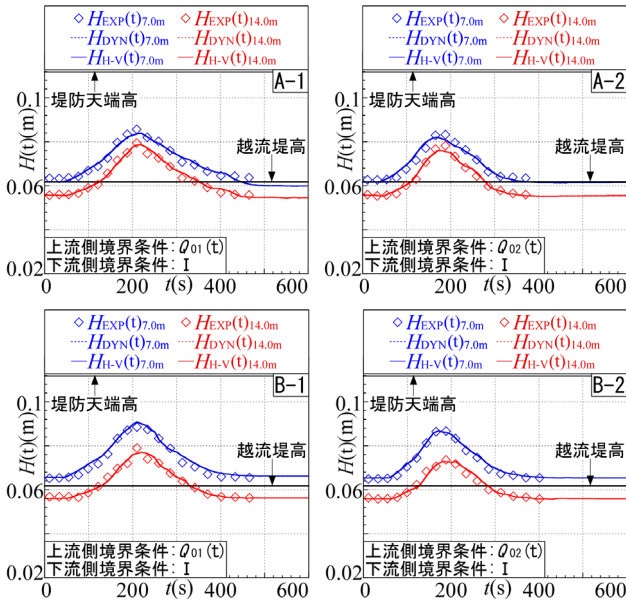 HEXP(t)7.0m HEXP(t)14.0m
HDYN(t)7.0m HDYN(t)14.0m
HH-V(t)7.0m HH-V(t)14.0m
A-1
0.1
堤防天端高
越流堤高
H(t)(m)
0.06
上流側境界条件:Q01(t)
下流側境界条件:I
0.02
0 200 400 600
t(s)
HEXP(t)7.0m HEXP(t)14.0m
HDYN(t)7.0m HDYN(t)14.0m
HH-V(t)7.0m HH-V(t)14.0m
A-2
0.1
堤防天端高
越流堤高
H(t)(m)
0.06
上流側境界条件:Q02(t)
下流側境界条件:I
0.02
0 200 400 600
t(s)
HEXP(t)7.0m HEXP(t)14.0m
HDYN(t)7.0m HDYN(t)14.0m
HH-V(t)7.0m HH-V(t)14.0m
B-1
0.1
堤防天端高
越流堤高
H(t)(m)
0.06
上流側境界条件:Q01(t)
下流側境界条件:I
0.02
0 200 400 600
t(s)
HEXP(t)7.0m HEXP(t)14.0m
HDYN(t)7.0m HDYN(t)14.0m
HH-V(t)7.0m HH-V(t)14.0m
B-2
0.1
堤防天端高
越流堤高
H(t)(m)
0.06
上流側境界条件:Q02(t)
下流側境界条件:I
0.02
0 200 400 600
t(s)